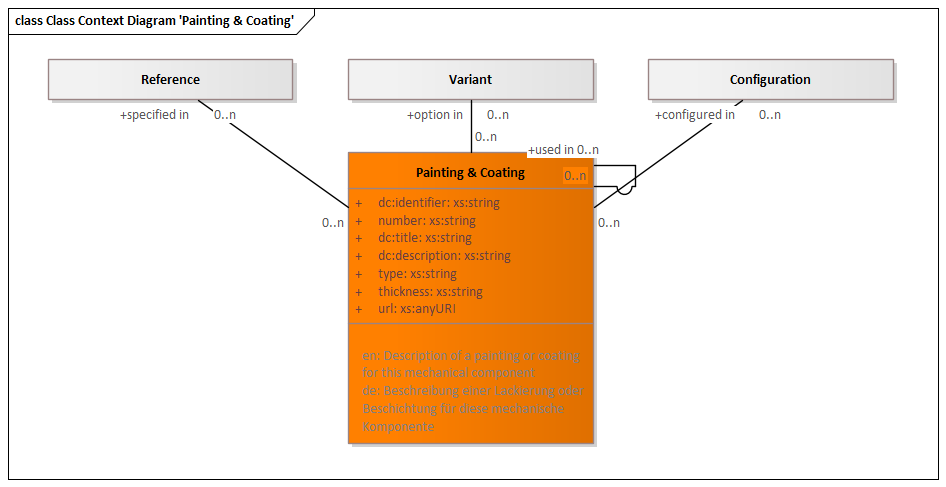 class Class Context Diagram 'Painting & Coating'
Reference
Variant
Configuration
+specified in 0..n
+option in 0..n
+configured in 0..n
0..n
+used in 0..n
Painting & Coating
0..n
+ dc:identifier: xs:string
+ number: xs:string
0..n
0..n
+ dc:title: xs:string
+ dc:description: xs:string
+ type: xs:string
+ thickness: xs:string
+ url: xs:anyURI
en: Description of a painting or coating
for this mechanical component
de: Beschreibung einer Lackierung oder
Beschichtung für diese mechanische
Komponente